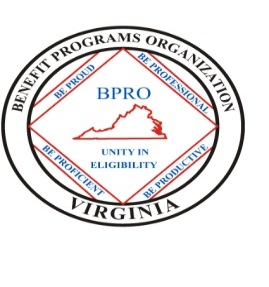 BENEFIT PROGRAMS ORGANIZATION
BE PROUD
BE PROFESSIONAL
BPRO
UNITY IN
ELIGIBILITY
BE PROFICIENT
BE PRODUCTIVE
VIRGINIA